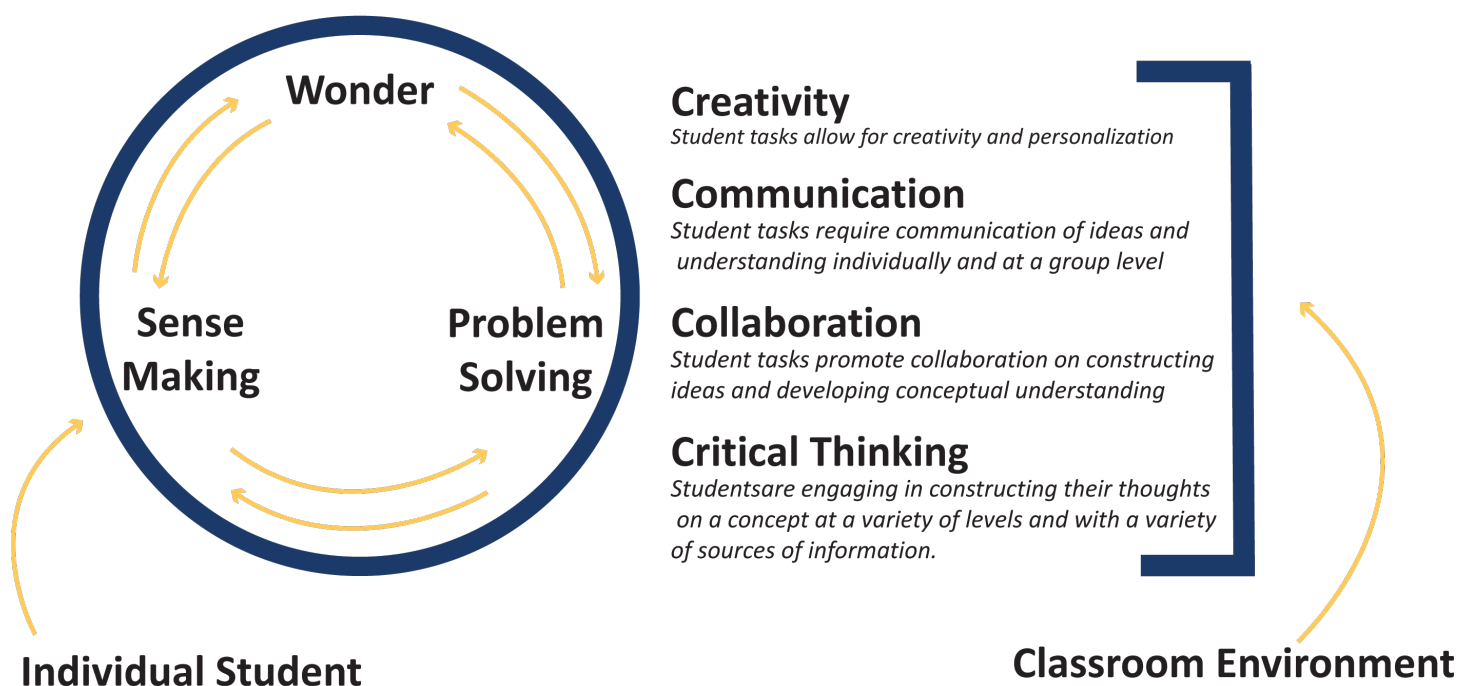 Wonder
Sense
Making
Problem
Solving
Individual Student
Creativity
Student tasks allow for creativity and personalization
Communication
Student tasks require communication of ideas and
understanding individually and at a group level
Collaboration
Student tasks promote collaboration on constructing
ideas and developing conceptual understanding
Critical Thinking
Studentsare engaging in constructing their thoughts
on a concept at a variety of levels and with a variety
of sources of information.
Classroom Environment